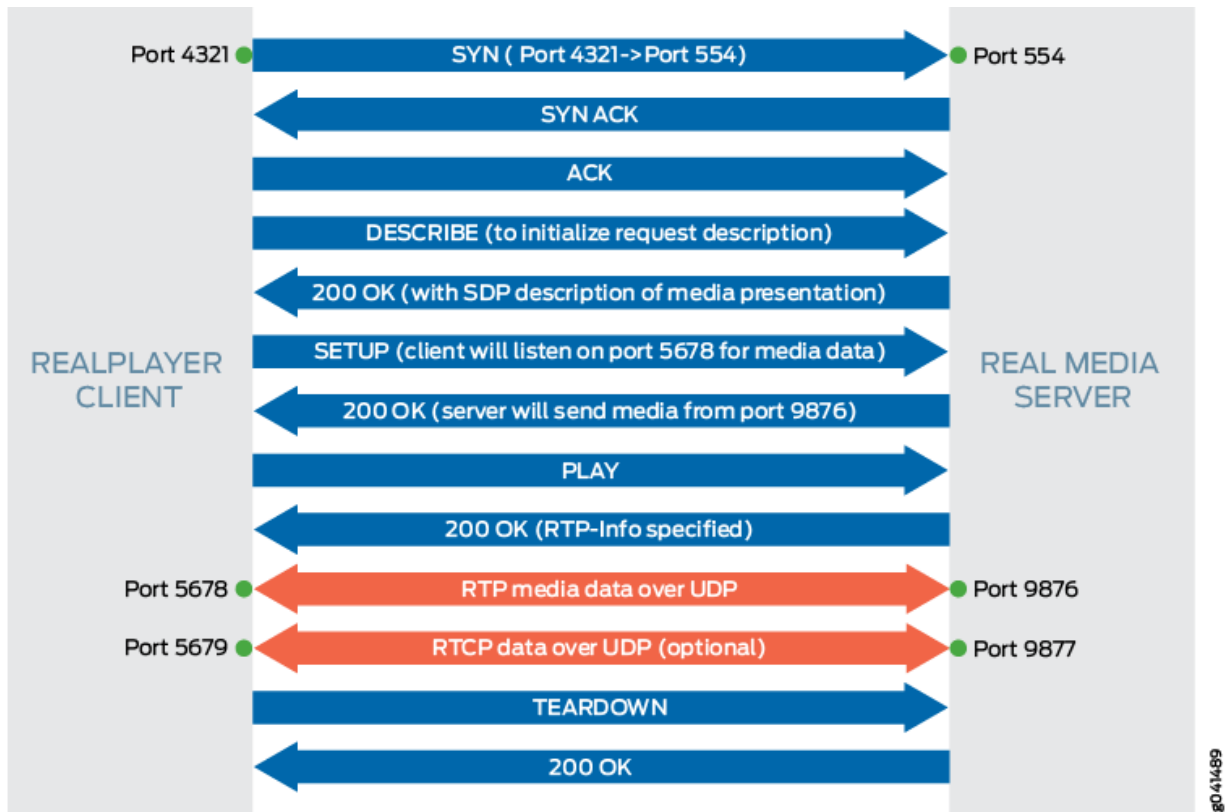 Port 4321
SYN ( Port 4321->Port 554)
Port 554
SYN ACK
ACK
DESCRIBE (to initialize request description)
200 OK (with SDP description of media presentation)
REALPLAYER
CLIENT
SETUP (client will listen on port 5678 for media data)
REAL MEDIA
SERVER
200 OK (server will send media from port 9876)
PLAY
200 OK (RTP-Info specified)
Port 5678
RTP media data over UDP
Port 9876
Port 5679
RTCP data over UDP (optional)
Port 9877
TEARDOWN
200 OK
g041489